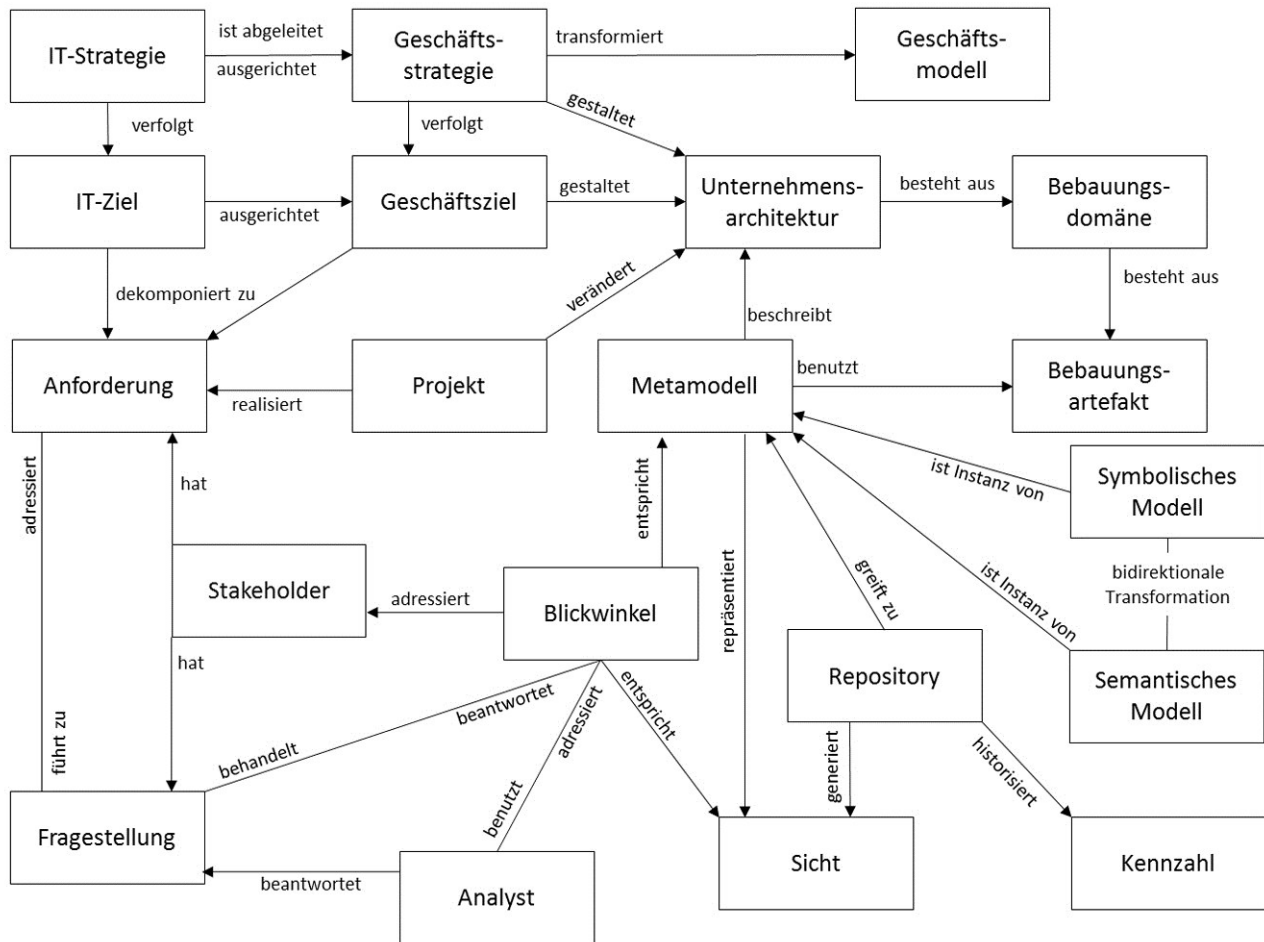 IT-Strategie
ist abgeleitet
ausgerichtet
Geschäfts-
strategie
transformiert
Geschäfts-
modell
verfolgt
verfolgt
gestaltet
IT-Ziel
ausgerichtet
Geschäftsziel
gestaltet
Unternehmens-
architektur
besteht aus
Bebauungs-
domäne
dekomponiert zu
verändert
beschreibt
besteht aus
Anforderung
realisiert
Projekt
Metamodell
benutzt
Bebauungs-
artefakt
adressiert
hat
entspricht
repräsentiert
ist Instanz von
Symbolisches
Modell
Stakeholder
adressiert
Blickwinkel
greift zu
ist Instanz von
bidirektionale
Transformation
hat
Repository
Semantisches
Modell
führt zu
behandelt
beantwortet
adressiert
benutzt
entspricht
generiert
historisiert
Fragestellung
beantwortet
Analyst
Sicht
Kennzahl